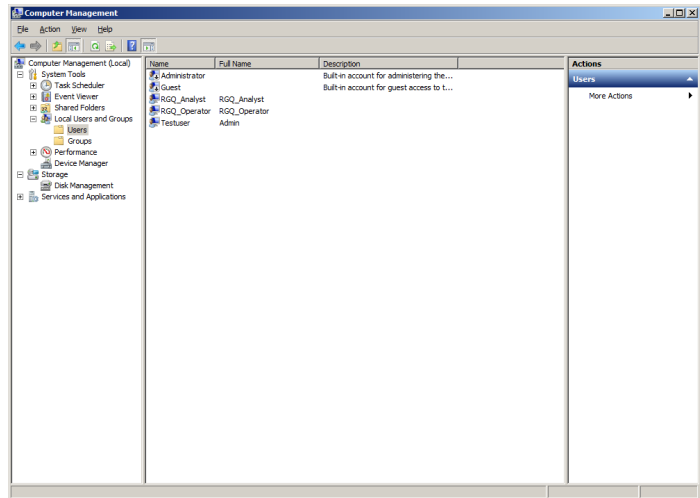 Computer Management
File Action View Help
Computer Management (Local)
System Tools
Task Scheduler
Event Viewer
Shared Folders
Local Users and Groups
Users
Groups
Performance
Device Manager
Storage
Disk Management
Services and Applications
Name Full Name Description
Administrator Built-in account for administering the...
Guest Built-in account for guest access to t...
RGQ_Analyst RGQ_Analyst
RGQ_Operator RGQ_Operator
Testuser Admin
Actions
Users
More Actions